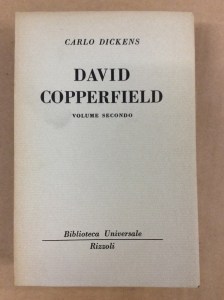 CARLO DICKENS
DAVID
COPPERFIELD
VOLUME SECONDO
Biblioteca Universale
Rizzoli